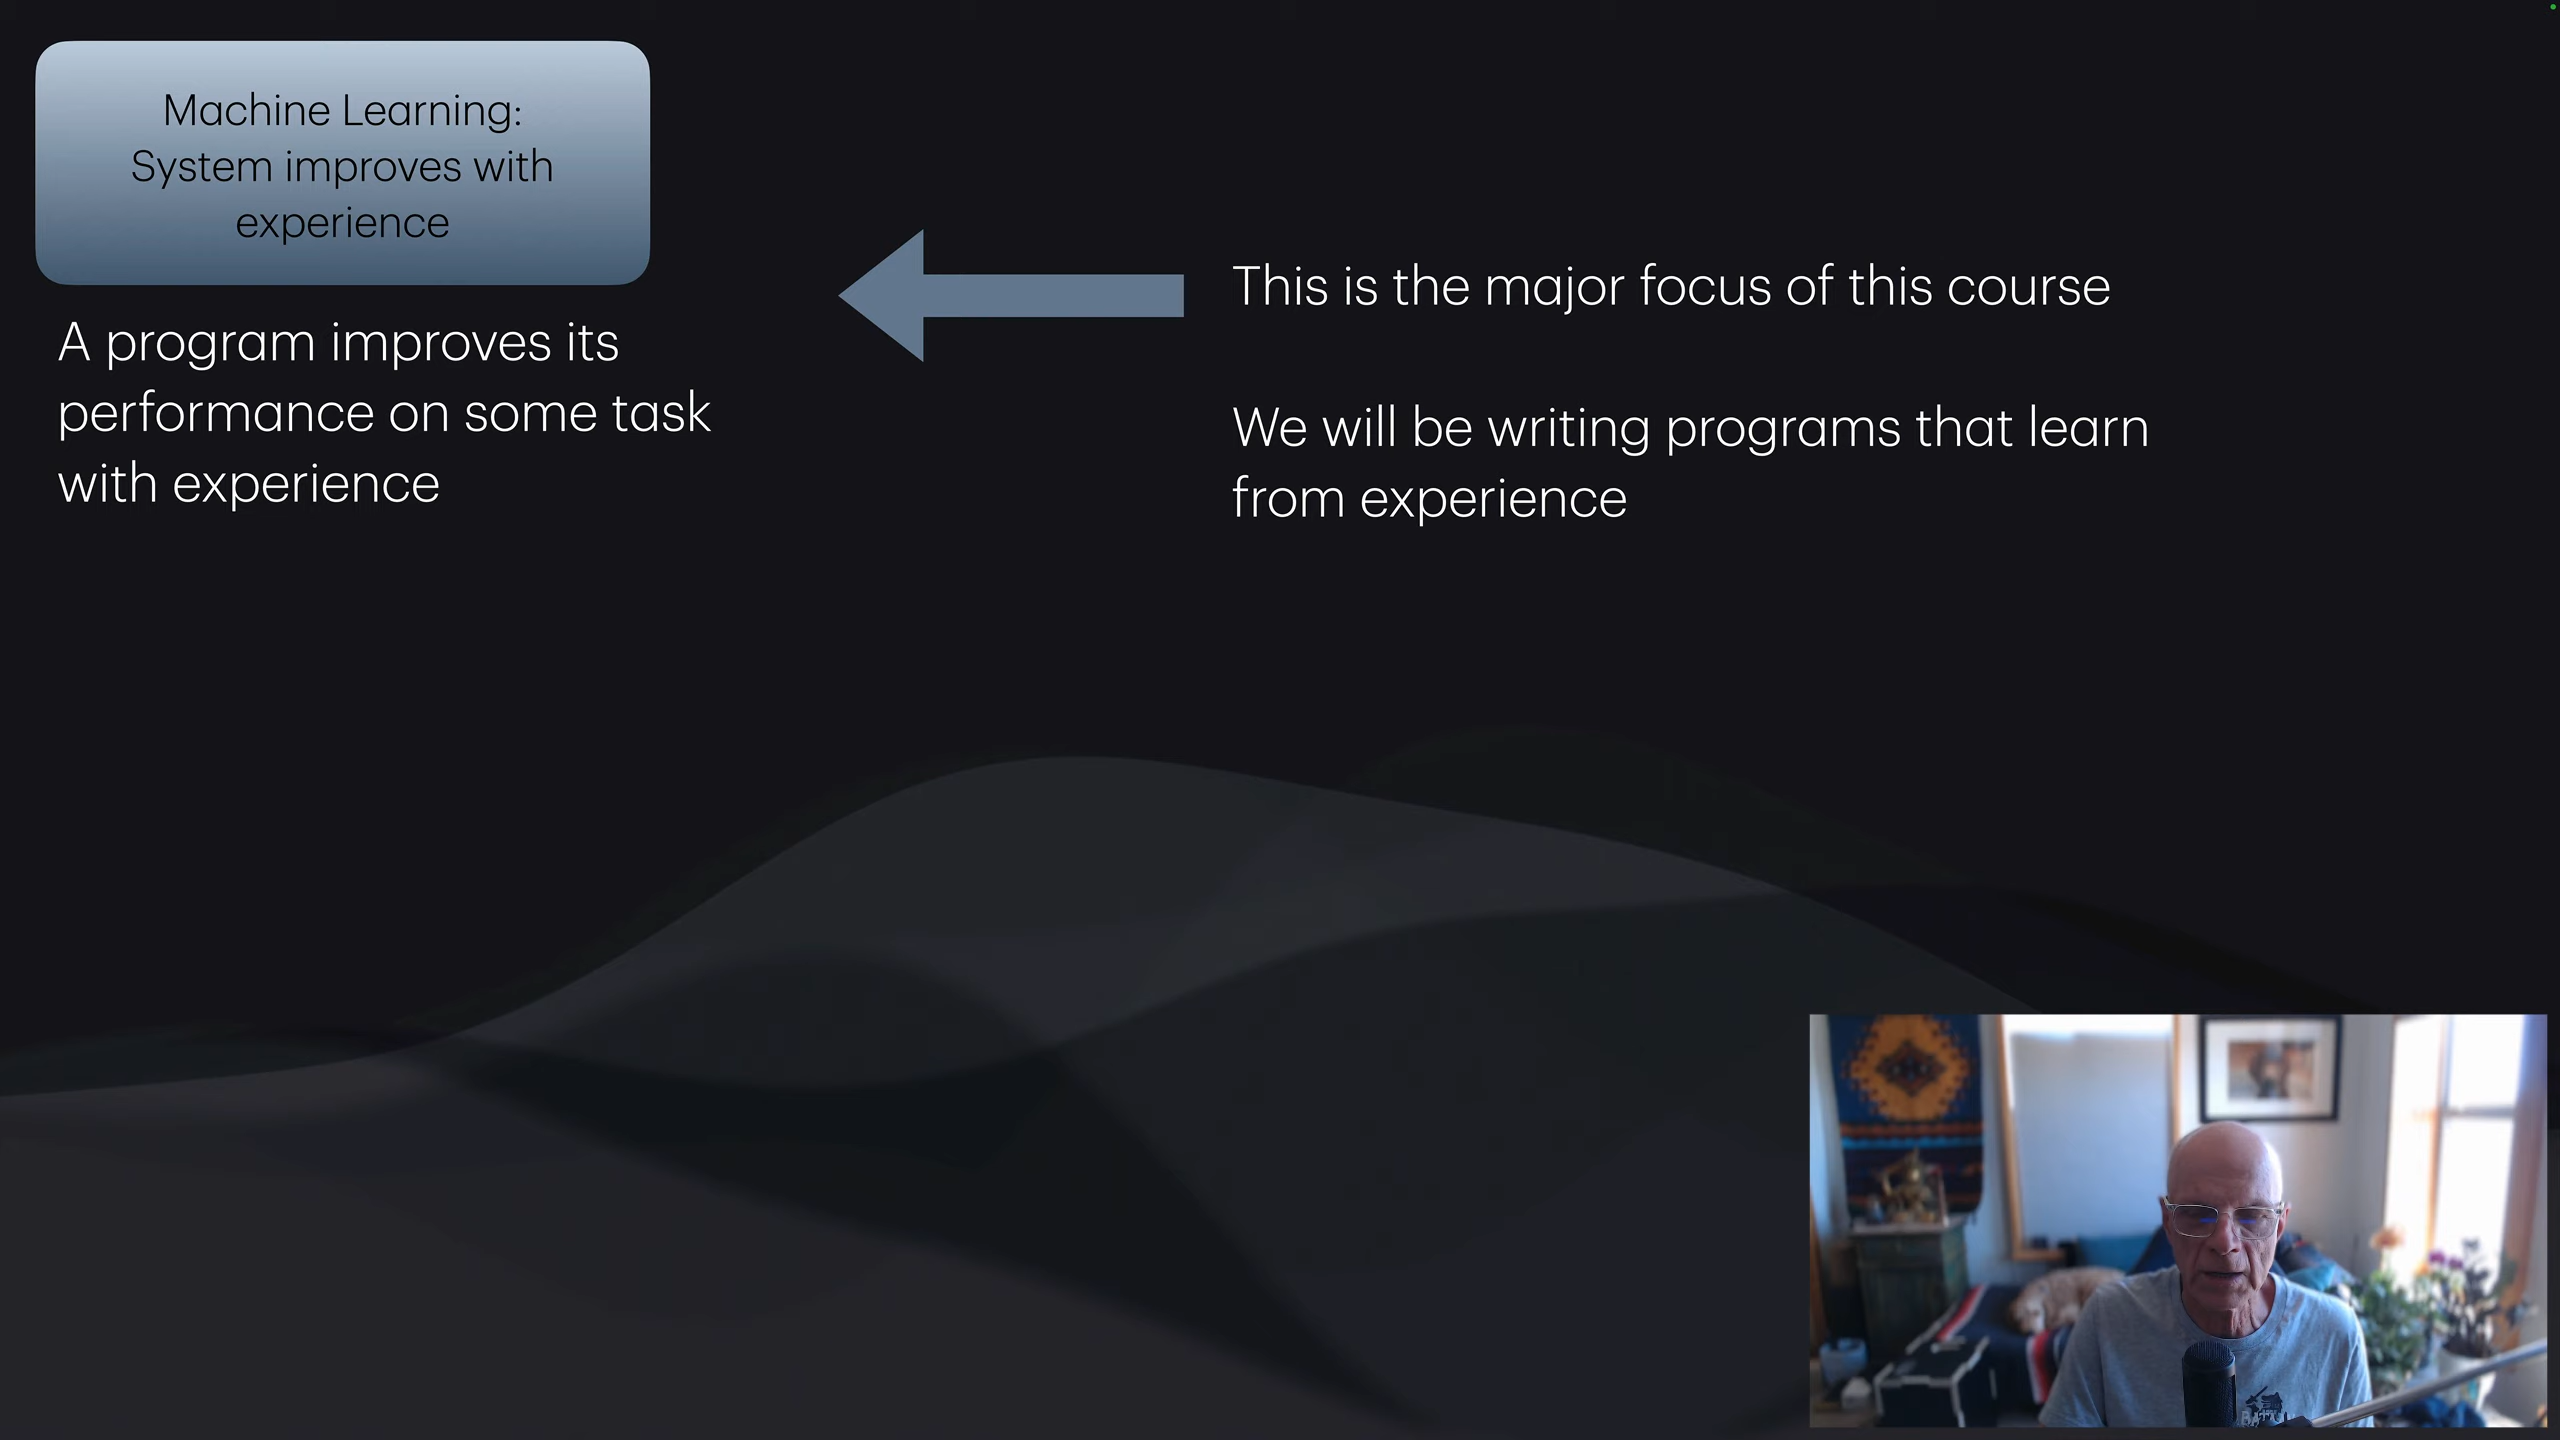 Machine Learning:
System improves with
experience
A program improves its
performance on some task
with experience
This is the major focus of this course
We will be writing programs that learn
from experience